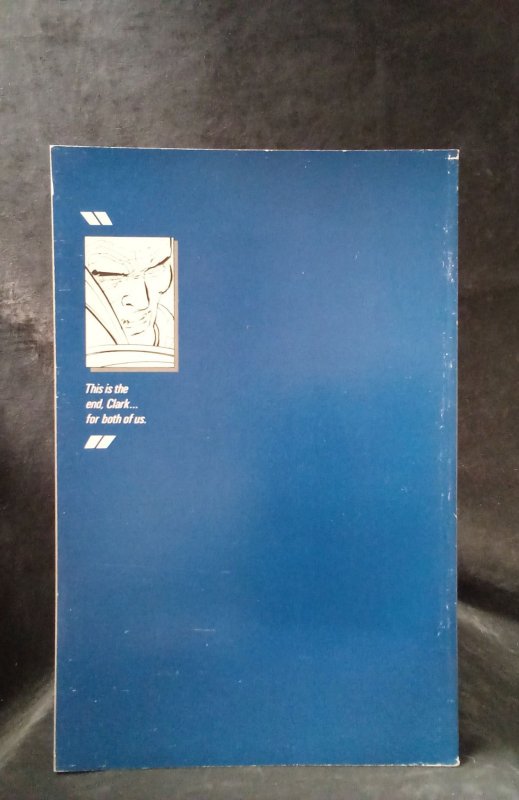 This is the
end, Clark...
for both of us.